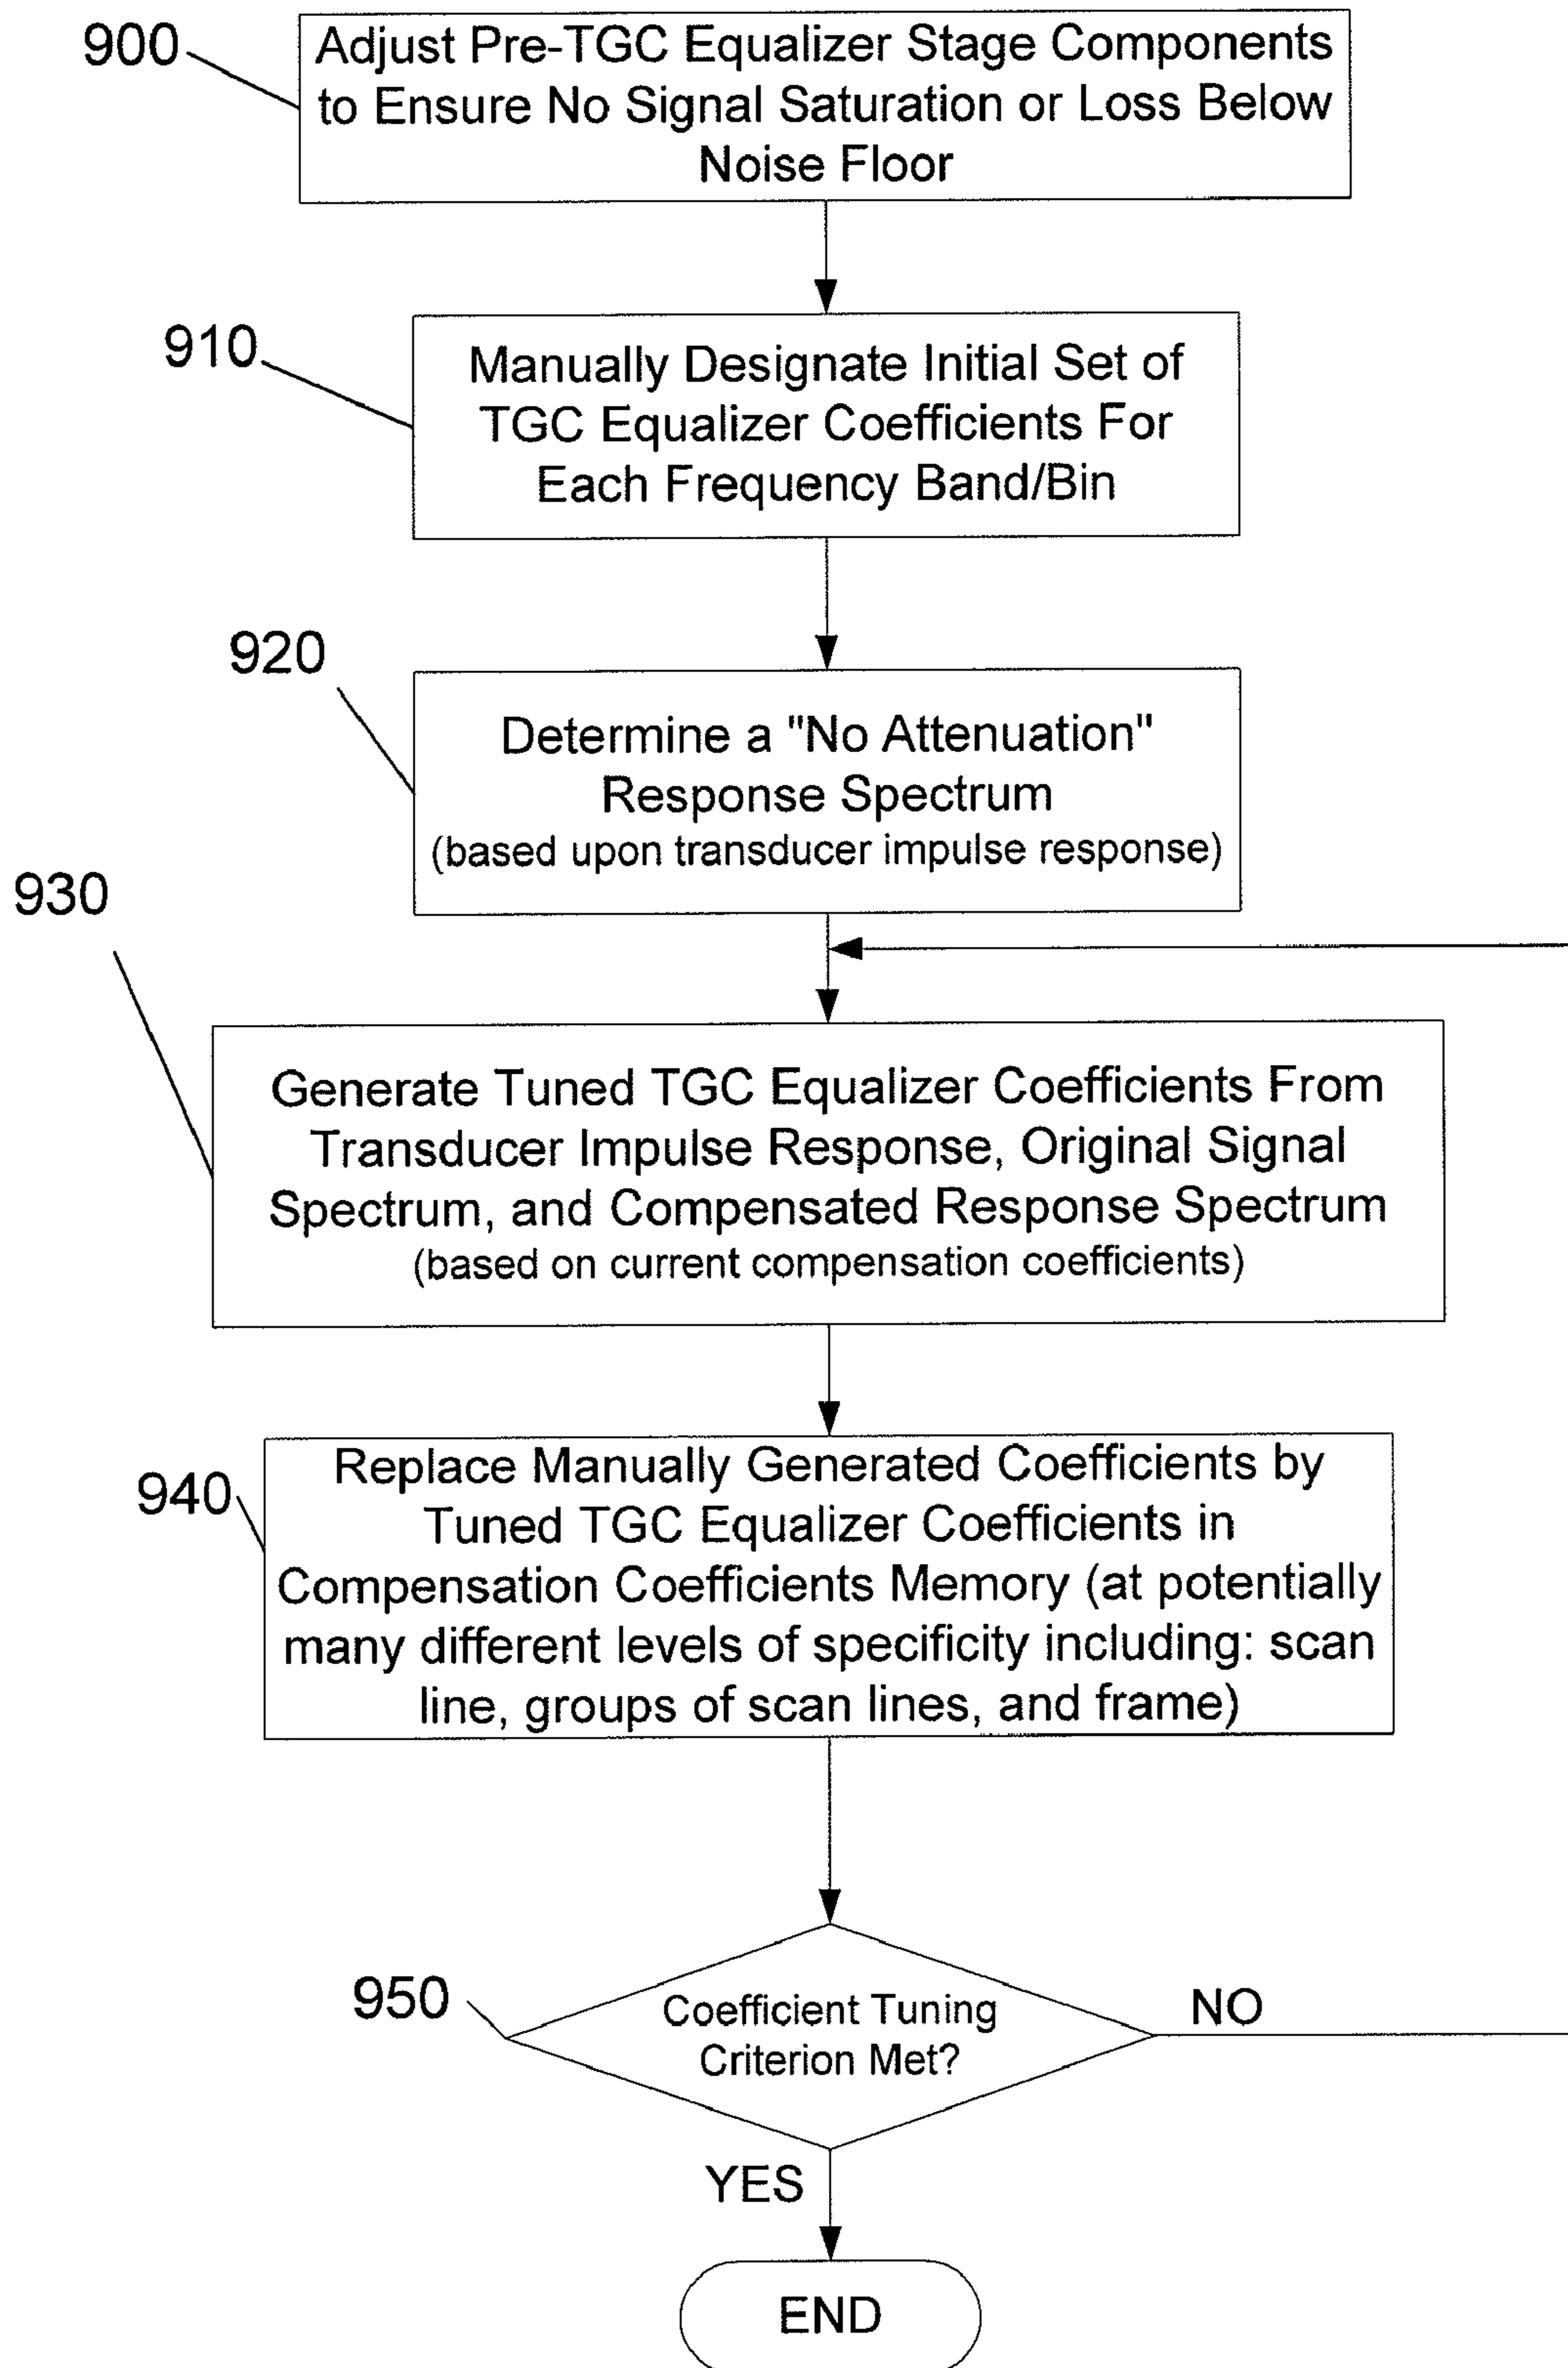 900
Adjust Pre-TGC Equalizer Stage Components
to Ensure No Signal Saturation or Loss Below
Noise Floor
910
Manually Designate Initial Set of
TGC Equalizer Coefficients For
Each Frequency Band/Bin
920
Determine a "No Attenuation"
Response Spectrum
(based upon transducer impulse response)
930
Generate Tuned TGC Equalizer Coefficients From
Transducer Impulse Response, Original Signal
Spectrum, and Compensated Response Spectrum
(based on current compensation coefficients)
940
Replace Manually Generated Coefficients by
Tuned TGC Equalizer Coefficients in
Compensation Coefficients Memory (at potentially
many different levels of specificity including: scan
line, groups of scan lines, and frame)
950
Coefficient Tuning
Criterion Met?
NO
YES
END